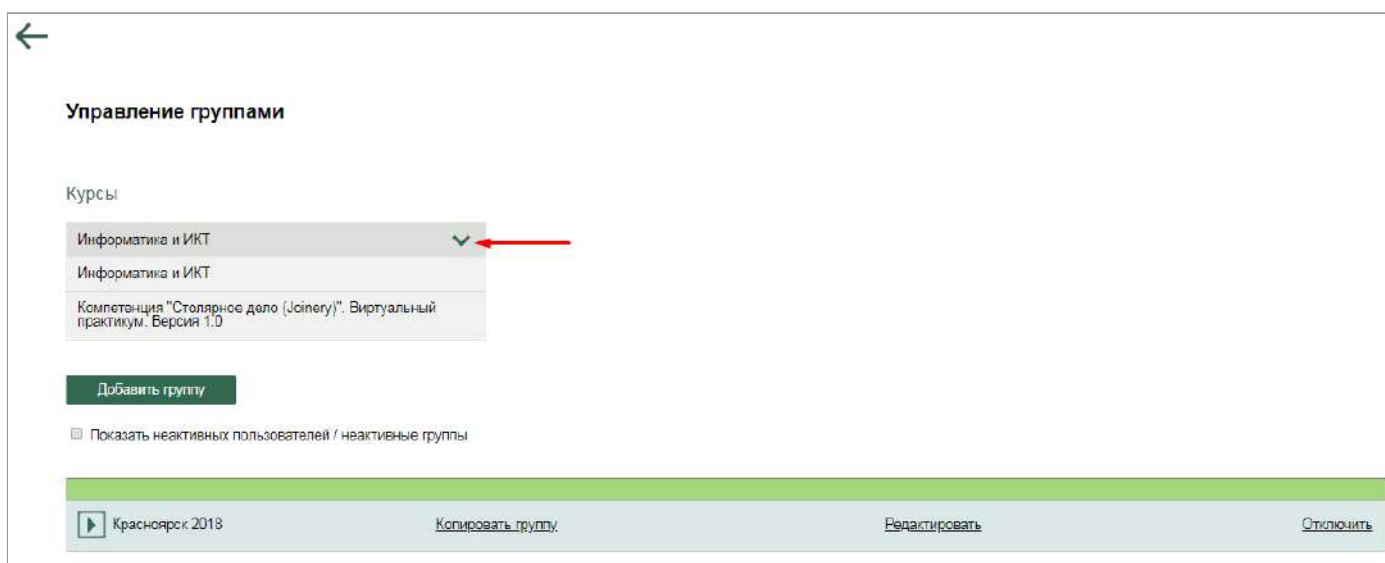 Управление группами
Курсы
Информатика и ИКТ
Информатика и ИКТ
Компетенция "Столярное дело (Joinery)". Виртуальный
практикум. Версия 1.0
Добавить группу
Показать неактивных пользователей / неактивные группы
Красноярск 2018 Копировать группу Редактировать Отключить